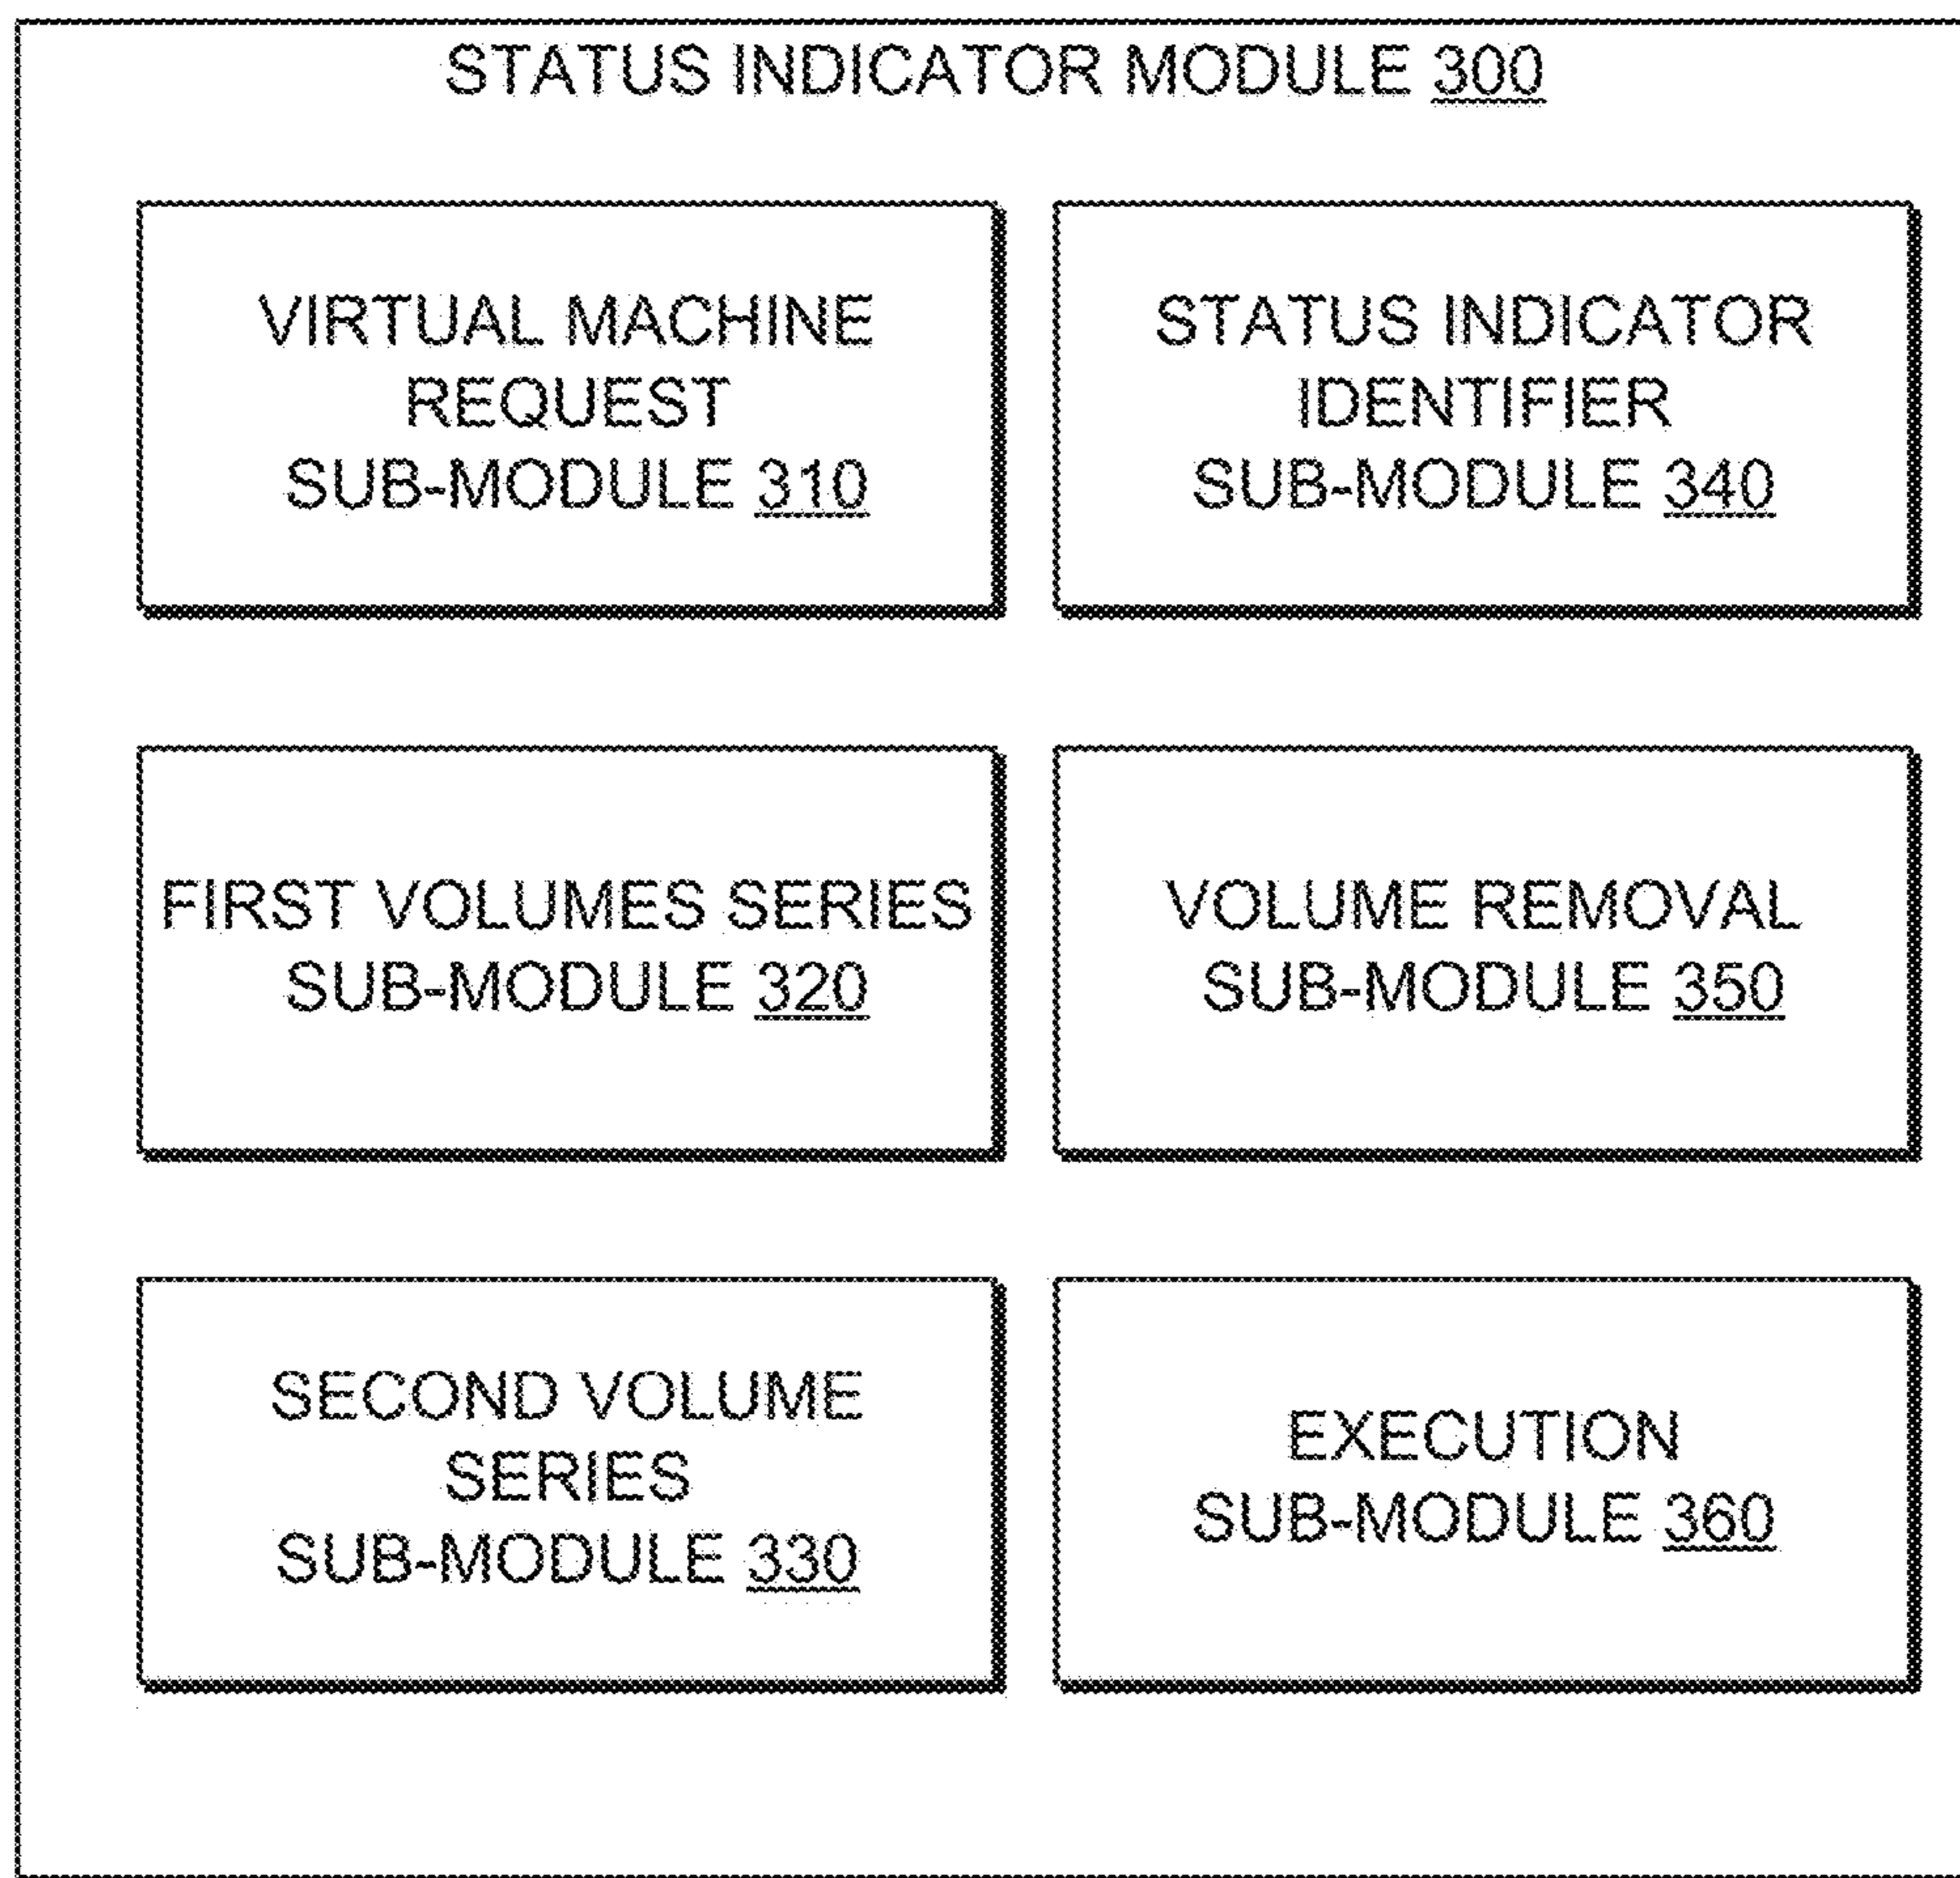 STATUS INDICATOR MODULE 300
VIRTUAL MACHINE
REQUEST
SUB-MODULE 310
STATUS INDICATOR
IDENTIFIER
SUB-MODULE 340
FIRST VOLUMES SERIES
SUB-MODULE 320
VOLUME REMOVAL
SUB-MODULE 350
SECOND VOLUME
SERIES
SUB-MODULE 330
EXECUTION
SUB-MODULE 360